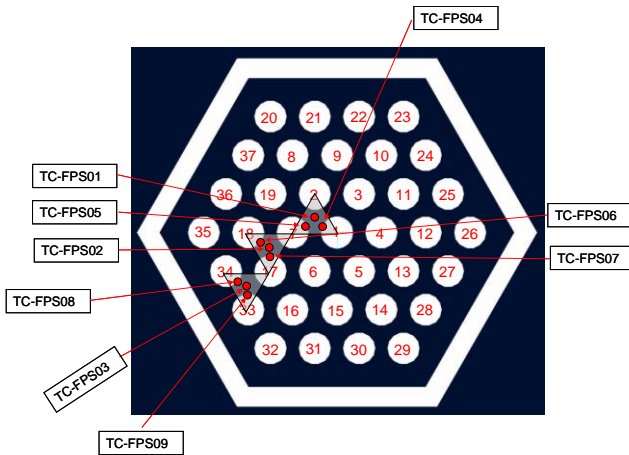 TC-FPS04
20 21 22 23
37 8 9 10 24
TC-FPS01
36 19 2 3 11 25
TC-FPS05
TC-FPS06
35 18 4 12 26
TC-FPS02
TC-FPS07
34 17 6 5 13 27
TC-FPS08
33 16 15 14 28
32 31 30 29
TC-FPS03
TC-FPS09